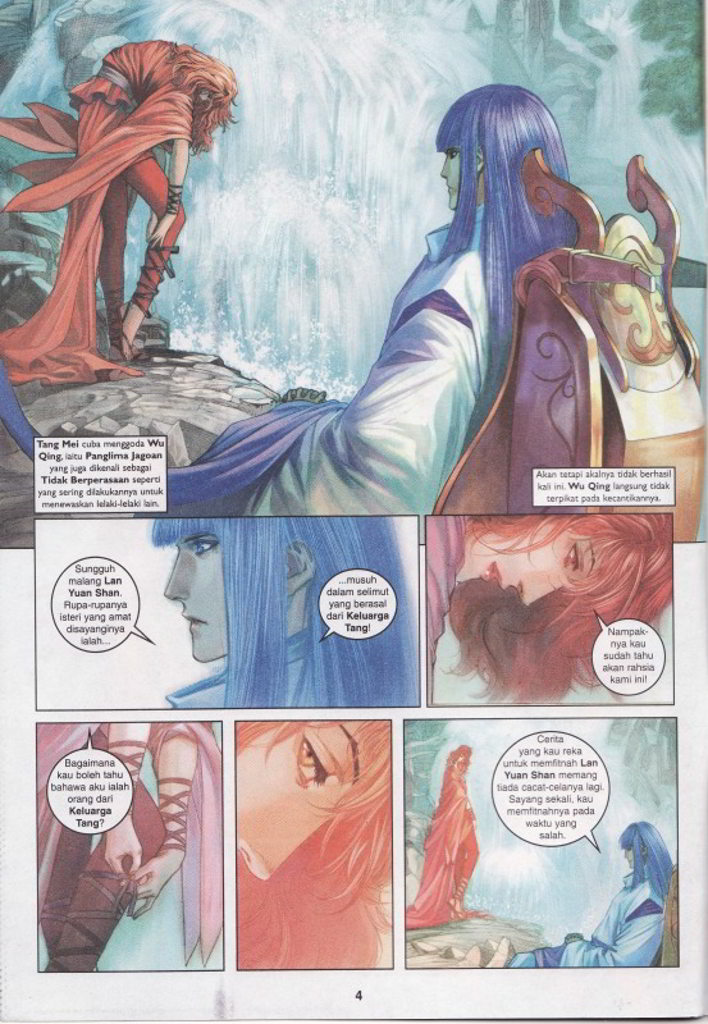 Tang Mei cuba menggoda Wu
Qing, iaitu Panglima Jagoan
yang juga dikenali sebagai
Tidak Berperasaan seperti
yang sering dilakukannya untuk
menewaskan lelaki-lelaki lain.
Akan tetapi akalnya tidak berhasil
kali ini. Wu Qing langsung tidak
terpikat pada kecantikannya.
Sungguh
malang Lan
Yuan Shan.
Rupa-rupanya
isteri yang amat
disayanginya
ialah...
...musuh
dalam selimut
yang berasal
dari Keluarga
Tang!
Nampak-
nya kau
sudah tahu
akan rahsia
kami ini!
Bagaimana
kau boleh tahu
bahawa aku ialah
orang dari
Keluarga
Tang?
Cerita
yang kau reka
untuk memfitnah Lan
Yuan Shan memang
tiada cacat-celanya lagi.
Sayang sekali, kau
memfitnahnya pada
waktu yang
salah.
4